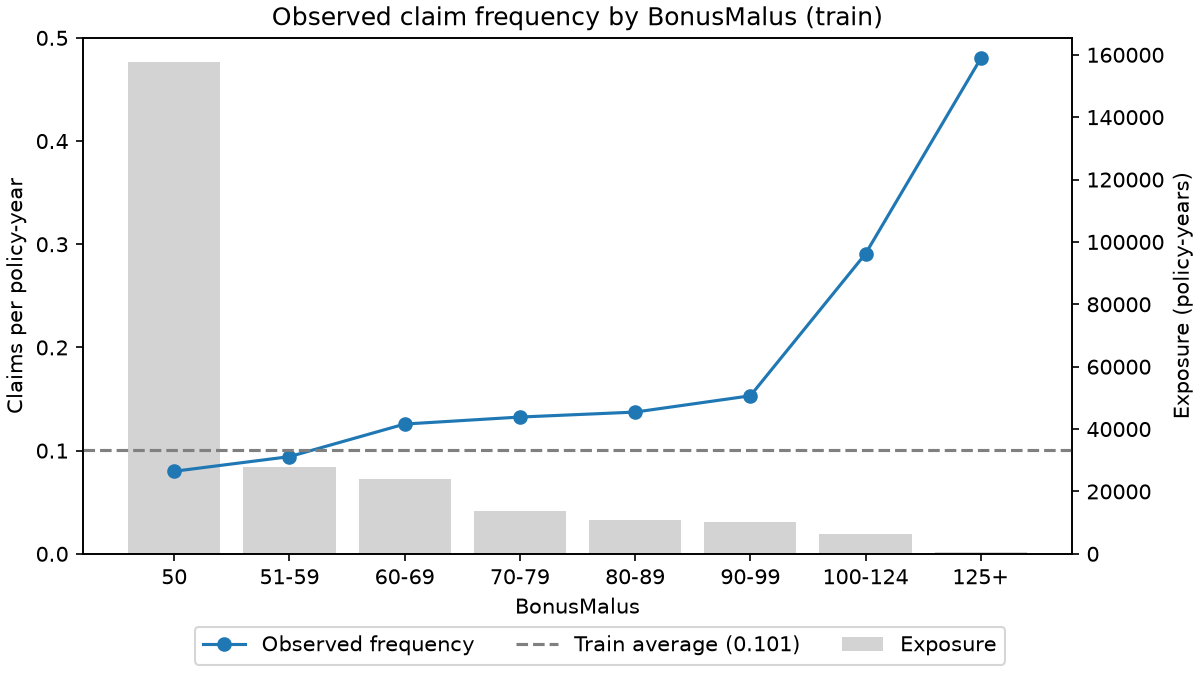 Observed claim frequency by BonusMalus (train)
Claims per policy-year
0.5
0.4
0.3
0.2
0.1
0.0
160000
140000
120000
100000
80000
60000
40000
20000
0
Exposure (policy-years)
50 51-59 60-69 70-79 80-89 90-99 100-124 125+
BonusMalus
Observed frequency Train average (0.101) Exposure